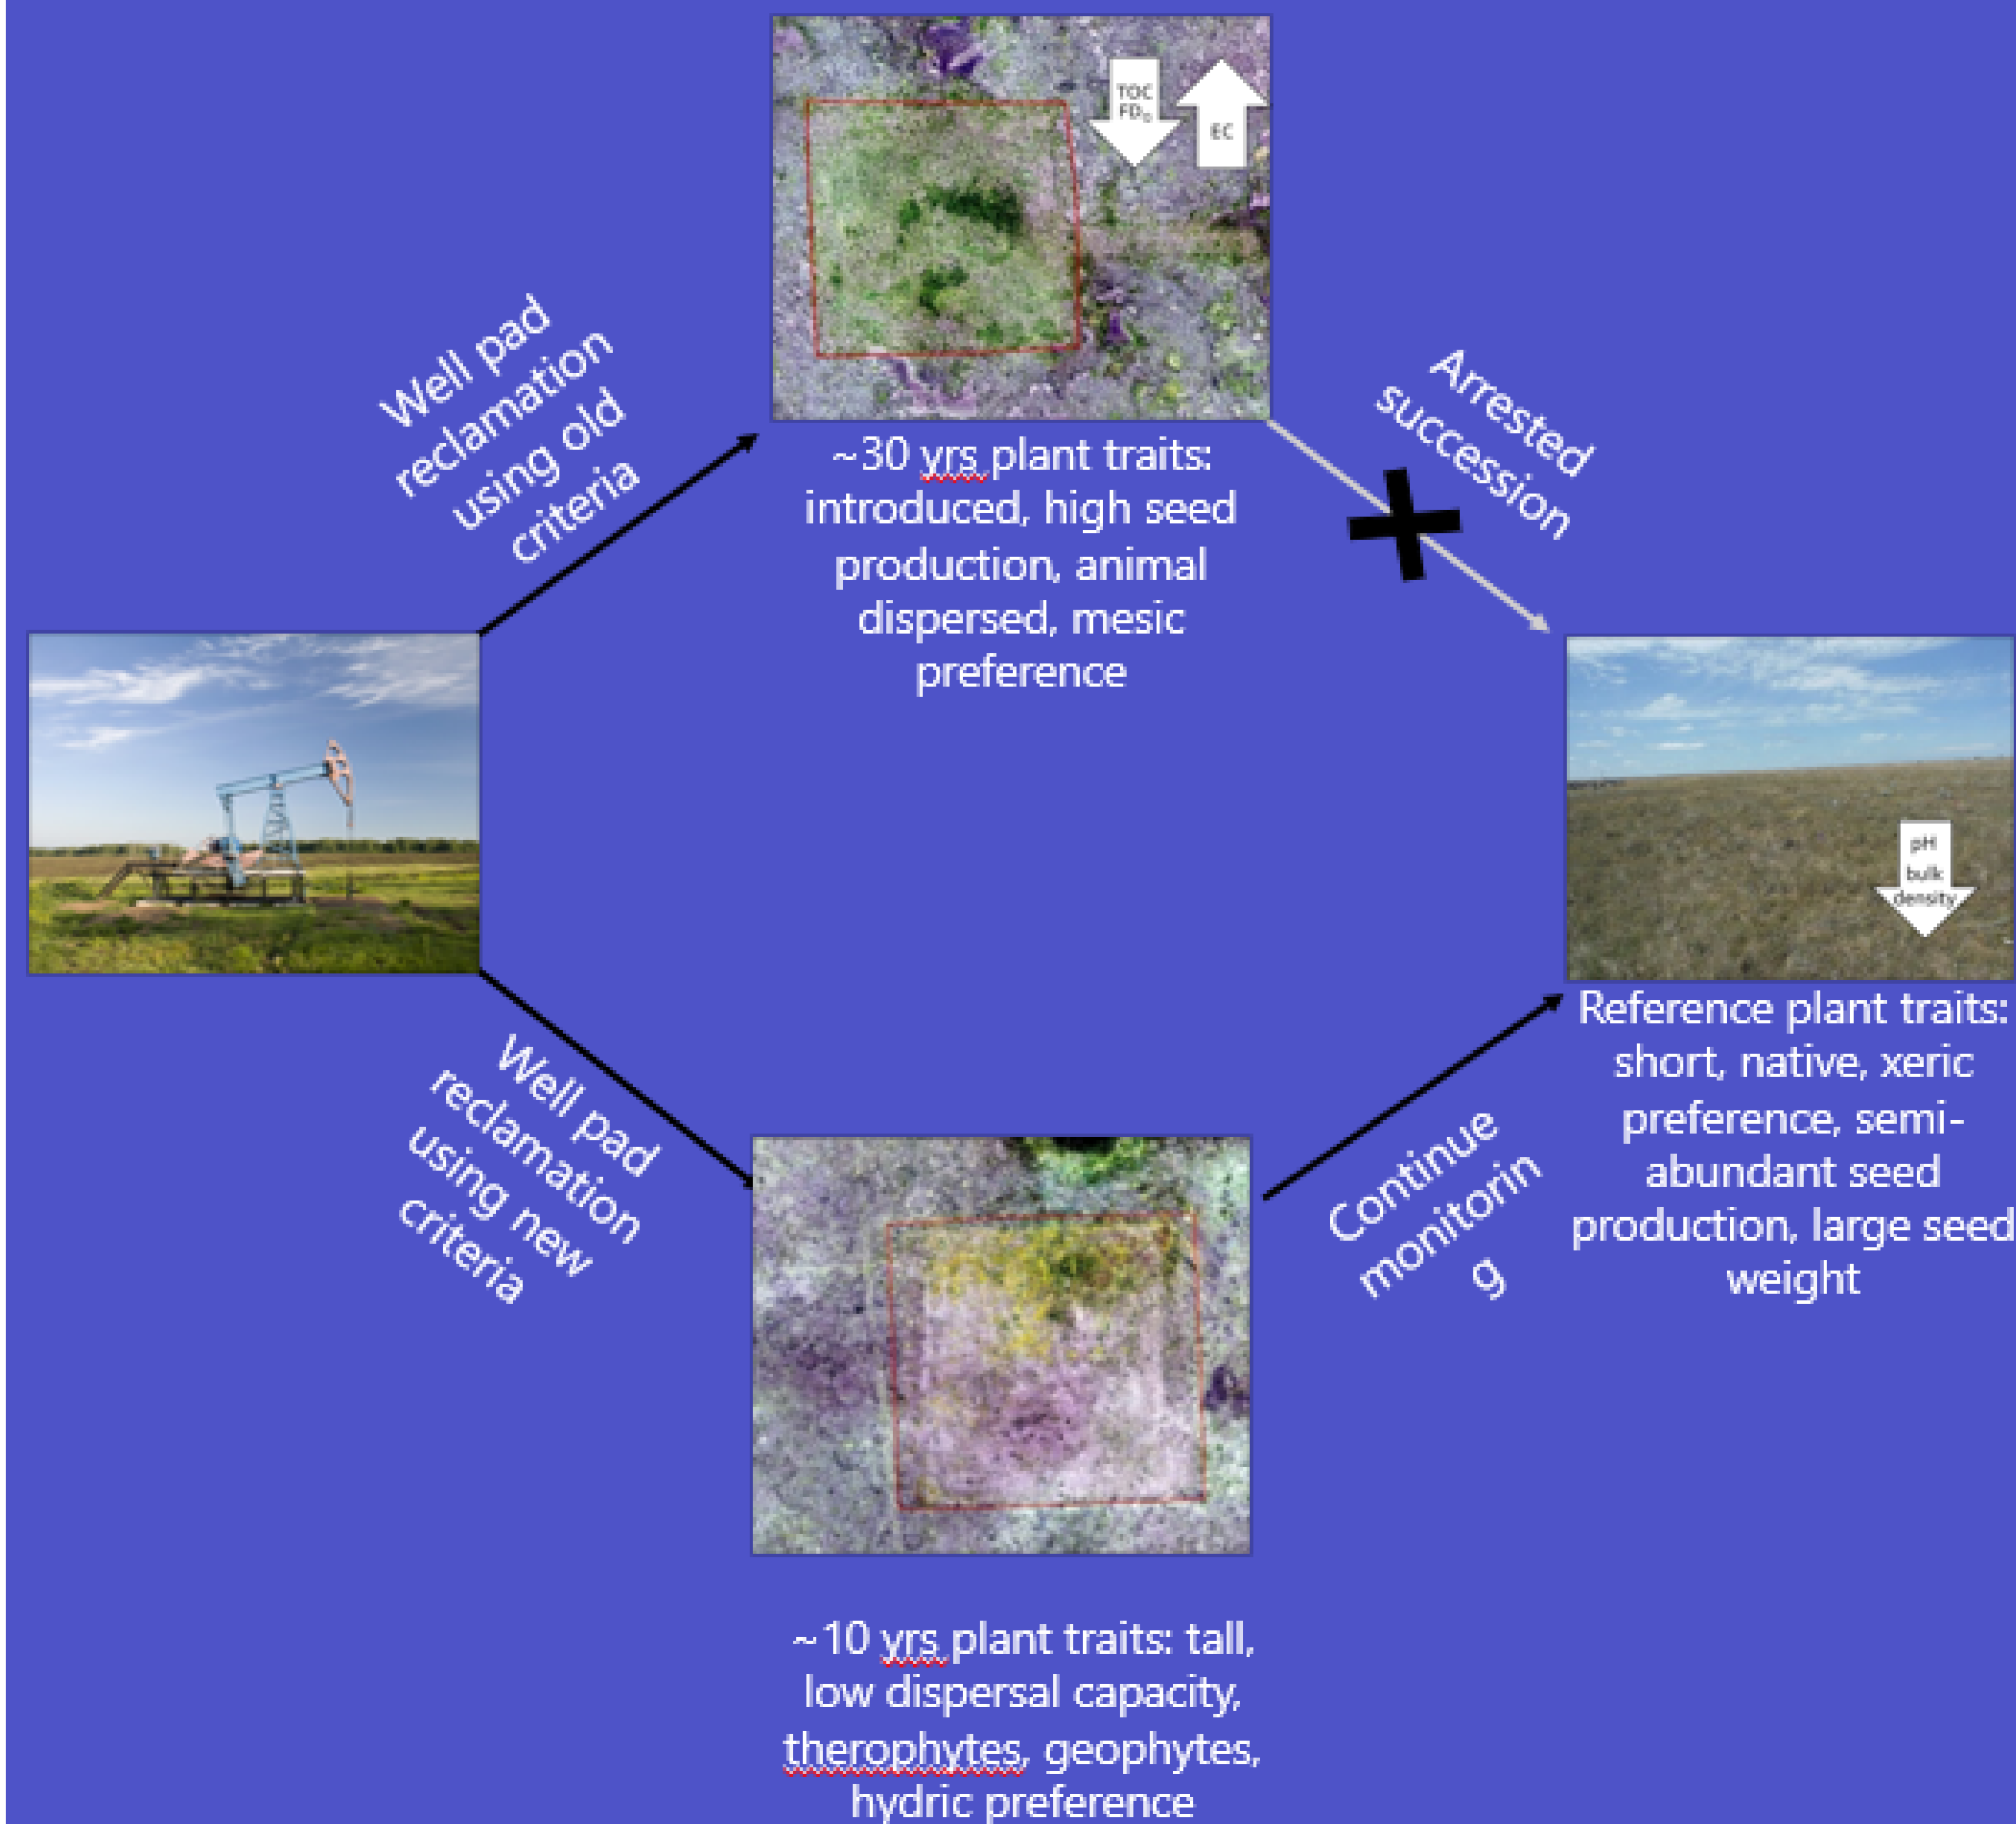 TOC
FD₀
EC
Well pad
reclamation
using old
criteria
~30 yrs plant traits:
introduced, high seed
production, animal
dispersed, mesic
preference
Arrested
succession
pH
bulk
density
Reference plant traits:
short, native, xeric
preference, semi-
abundant seed
production, large seed
weight
Well pad
reclamation
using new
criteria
Continue
monitorin
g
~10 yrs plant traits: tall,
low dispersal capacity,
therophytes, geophytes,
hydric preference